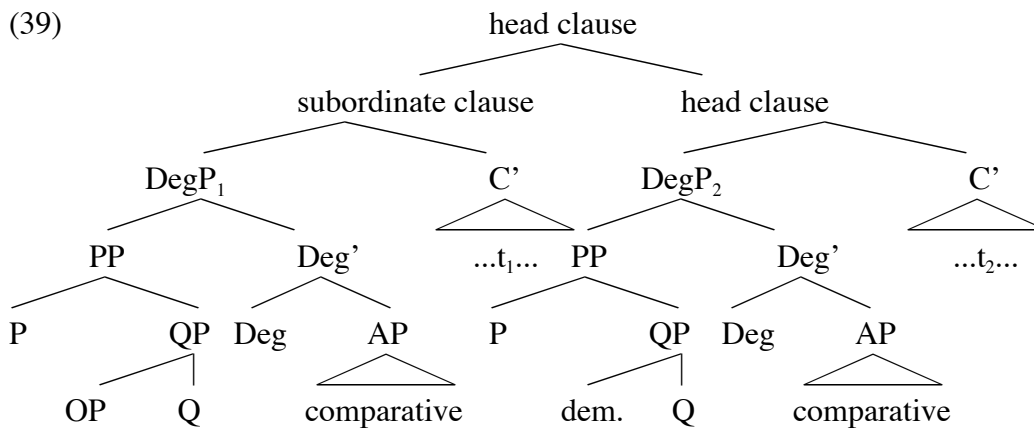 (39) head clause
subordinate clause head clause
DegP₁ C’ DegP₂ C’
PP Deg’ ...t₁... PP Deg’ ...t₂...
P QP Deg AP P QP Deg AP
OP Q comparative dem. Q comparative